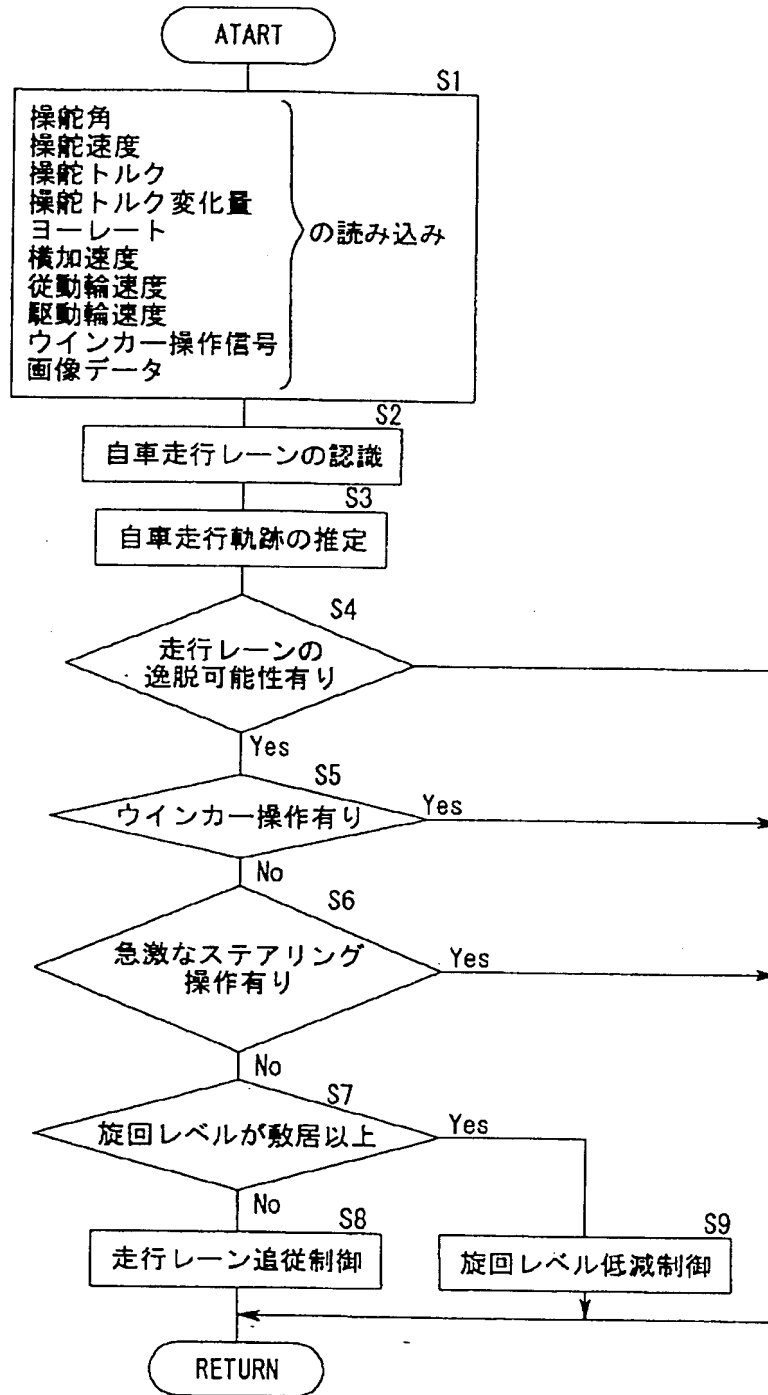 ATART
S1
操舵角
操舵速度
操舵トルク
操舵トルク変化量
ヨーレート
横加速度
従動輪速度
駆動輪速度
ウインカー操作信号
画像データ
の読み込み
S2
自車走行レーンの認識
S3
自車走行軌跡の推定
S4
走行レーンの
逸脱可能性有り
Yes
S5
ウインカー操作有り
Yes
No
S6
急激なステアリング
操作有り
Yes
No
S7
旋回レベルが敷居以上
Yes
No
S8
走行レーン追従制御
S9
旋回レベル低減制御
RETURN